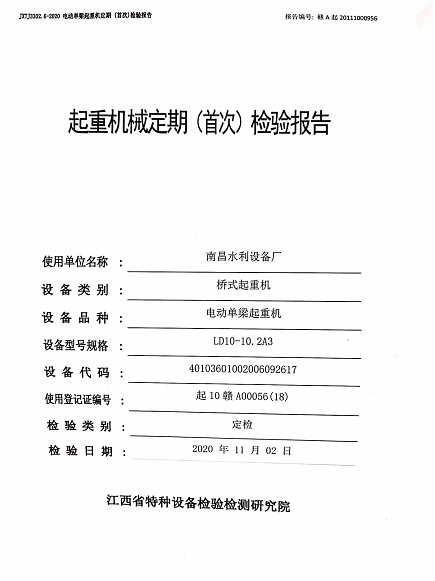 JXTJ3302.6-2020 电动单梁起重机定期(首次)检验报告
报告编号: 赣 A 起 20111000956
起重机械定期（首次）检验报告
使用单位名称 : 南昌水利设备厂
设备类别 : 桥式起重机
设备品种 : 电动单梁起重机
设备型号规格 : LD10-10.2A3
设备代码 : 40103601002006092617
使用登记证编号 : 起10赣A00056(18)
检验类别 : 定检
检验日期 : 2020 年 11 月 02 日
江西省特种设备检验检测研究院